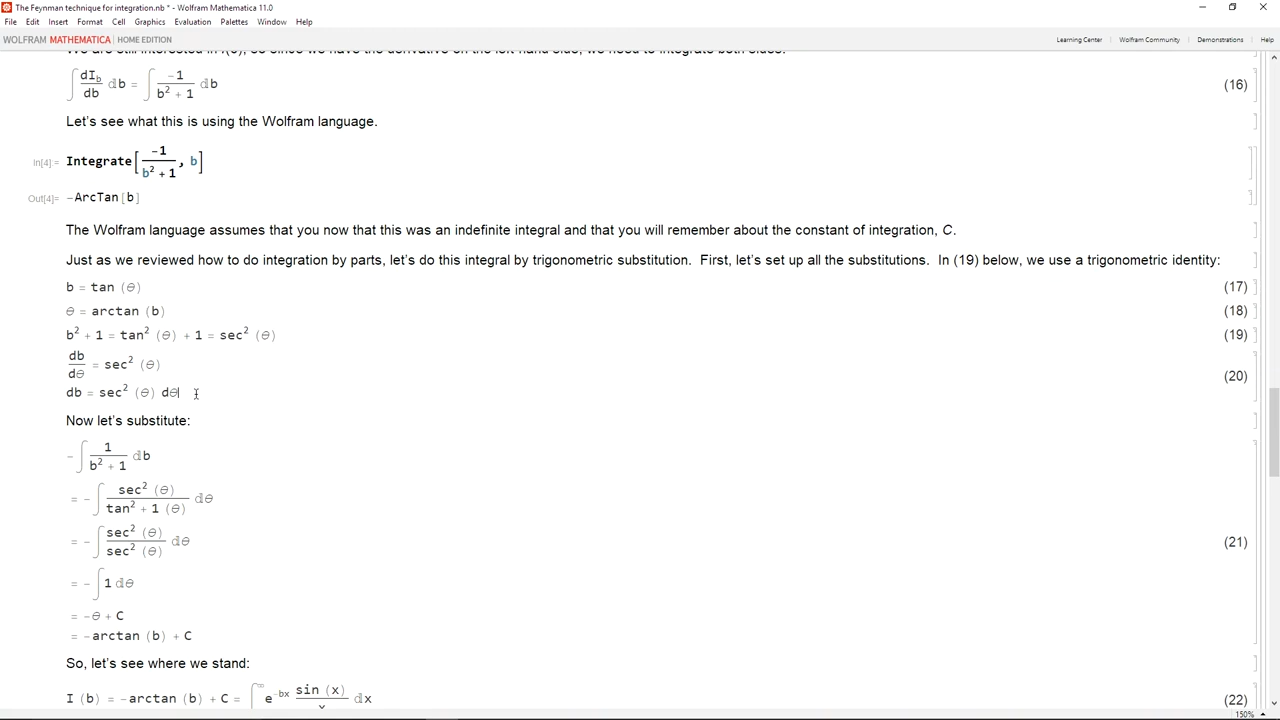 The Feynman technique for integration.nb * - Wolfram Mathematica 11.0
File Edit Insert Format Cell Graphics Evaluation Palettes Window Help
WOLFRAM MATHEMATICA HOME EDITION Learning Center Wolfram Community Demonstrations Help
∫ dI_b/db ⅆb = ∫ -1/(b² + 1) ⅆb (16)
Let's see what this is using the Wolfram language.
In[4]:= Integrate[-1/(b² + 1), b]
Out[4]= -ArcTan[b]
The Wolfram language assumes that you now that this was an indefinite integral and that you will remember about the constant of integration, C.
Just as we reviewed how to do integration by parts, let's do this integral by trigonometric substitution. First, let's set up all the substitutions. In (19) below, we use a trigonometric identity:
b = tan (θ) (17)
θ = arctan (b) (18)
b² + 1 = tan² (θ) + 1 = sec² (θ) (19)
db/dθ = sec² (θ)
(20)
db = sec² (θ) dθ
Now let's substitute:
- ∫ 1/(b² + 1) ⅆb
= - ∫ sec² (θ)/(tan² + 1 (θ)) ⅆθ
= - ∫ sec² (θ)/sec² (θ) ⅆθ (21)
= - ∫ 1 ⅆθ
= -θ + C
= -arctan (b) + C
So, let's see where we stand:
I (b) = -arctan (b) + C = ∫^∞ e^-bx sin (x)/x ⅆx (22)
150%